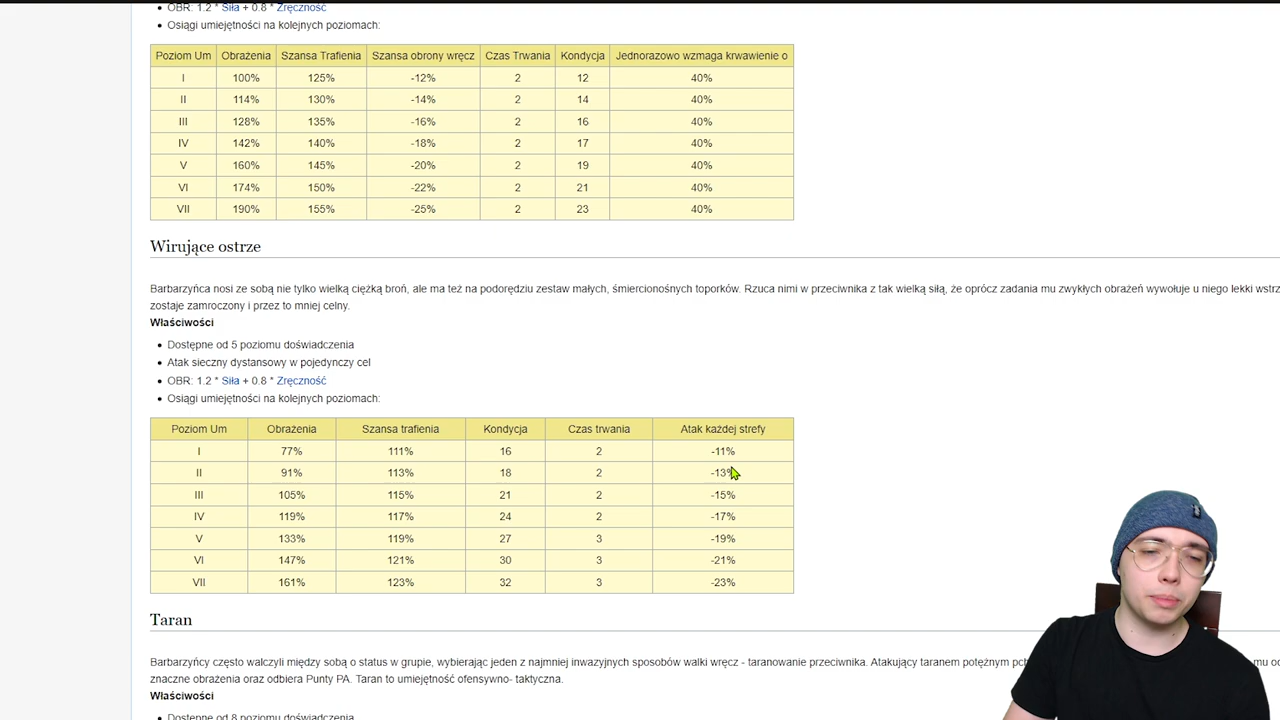 OBR: 1.2 * Siła + 0.8 * Zręczność
Osiągi umiejętności na kolejnych poziomach:
Poziom Um Obrażenia Szansa Trafienia Szansa obrony wręcz Czas Trwania Kondycja Jednorazowo wzmaga krwawienie o
I 100% 125% -12% 2 12 40%
II 114% 130% -14% 2 14 40%
III 128% 135% -16% 2 16 40%
IV 142% 140% -18% 2 17 40%
V 160% 145% -20% 2 19 40%
VI 174% 150% -22% 2 21 40%
VII 190% 155% -25% 2 23 40%
Wirujące ostrze
Barbarzyńca nosi ze sobą nie tylko wielką ciężką broń, ale ma też na podorędziu zestaw małych, śmiercionośnych toporków. Rzuca nimi w przeciwnika z tak wielką siłą, że oprócz zadania mu zwykłych obrażeń wywołuje u niego lekki wstrz
zostaje zamroczony i przez to mniej celny.
Właściwości
Dostępne od 5 poziomu doświadczenia
Atak sieczny dystansowy w pojedynczy cel
OBR: 1.2 * Siła + 0.8 * Zręczność
Osiągi umiejętności na kolejnych poziomach:
Poziom Um Obrażenia Szansa trafienia Kondycja Czas trwania Atak każdej strefy
I 77% 111% 16 2 -11%
II 91% 113% 18 2 -13%
III 105% 115% 21 2 -15%
IV 119% 117% 24 2 -17%
V 133% 119% 27 3 -19%
VI 147% 121% 30 3 -21%
VII 161% 123% 32 3 -23%
Taran
Barbarzyńcy często walczyli między sobą o status w grupie, wybierając jeden z najmniej inwazyjnych sposobów walki wręcz - taranowanie przeciwnika. Atakujący taranem potężnym pch mu od
znaczne obrażenia oraz odbiera Punty PA. Taran to umiejętność ofensywno- taktyczna.
Właściwości
Dostępne od 8 poziomu doświadczenia